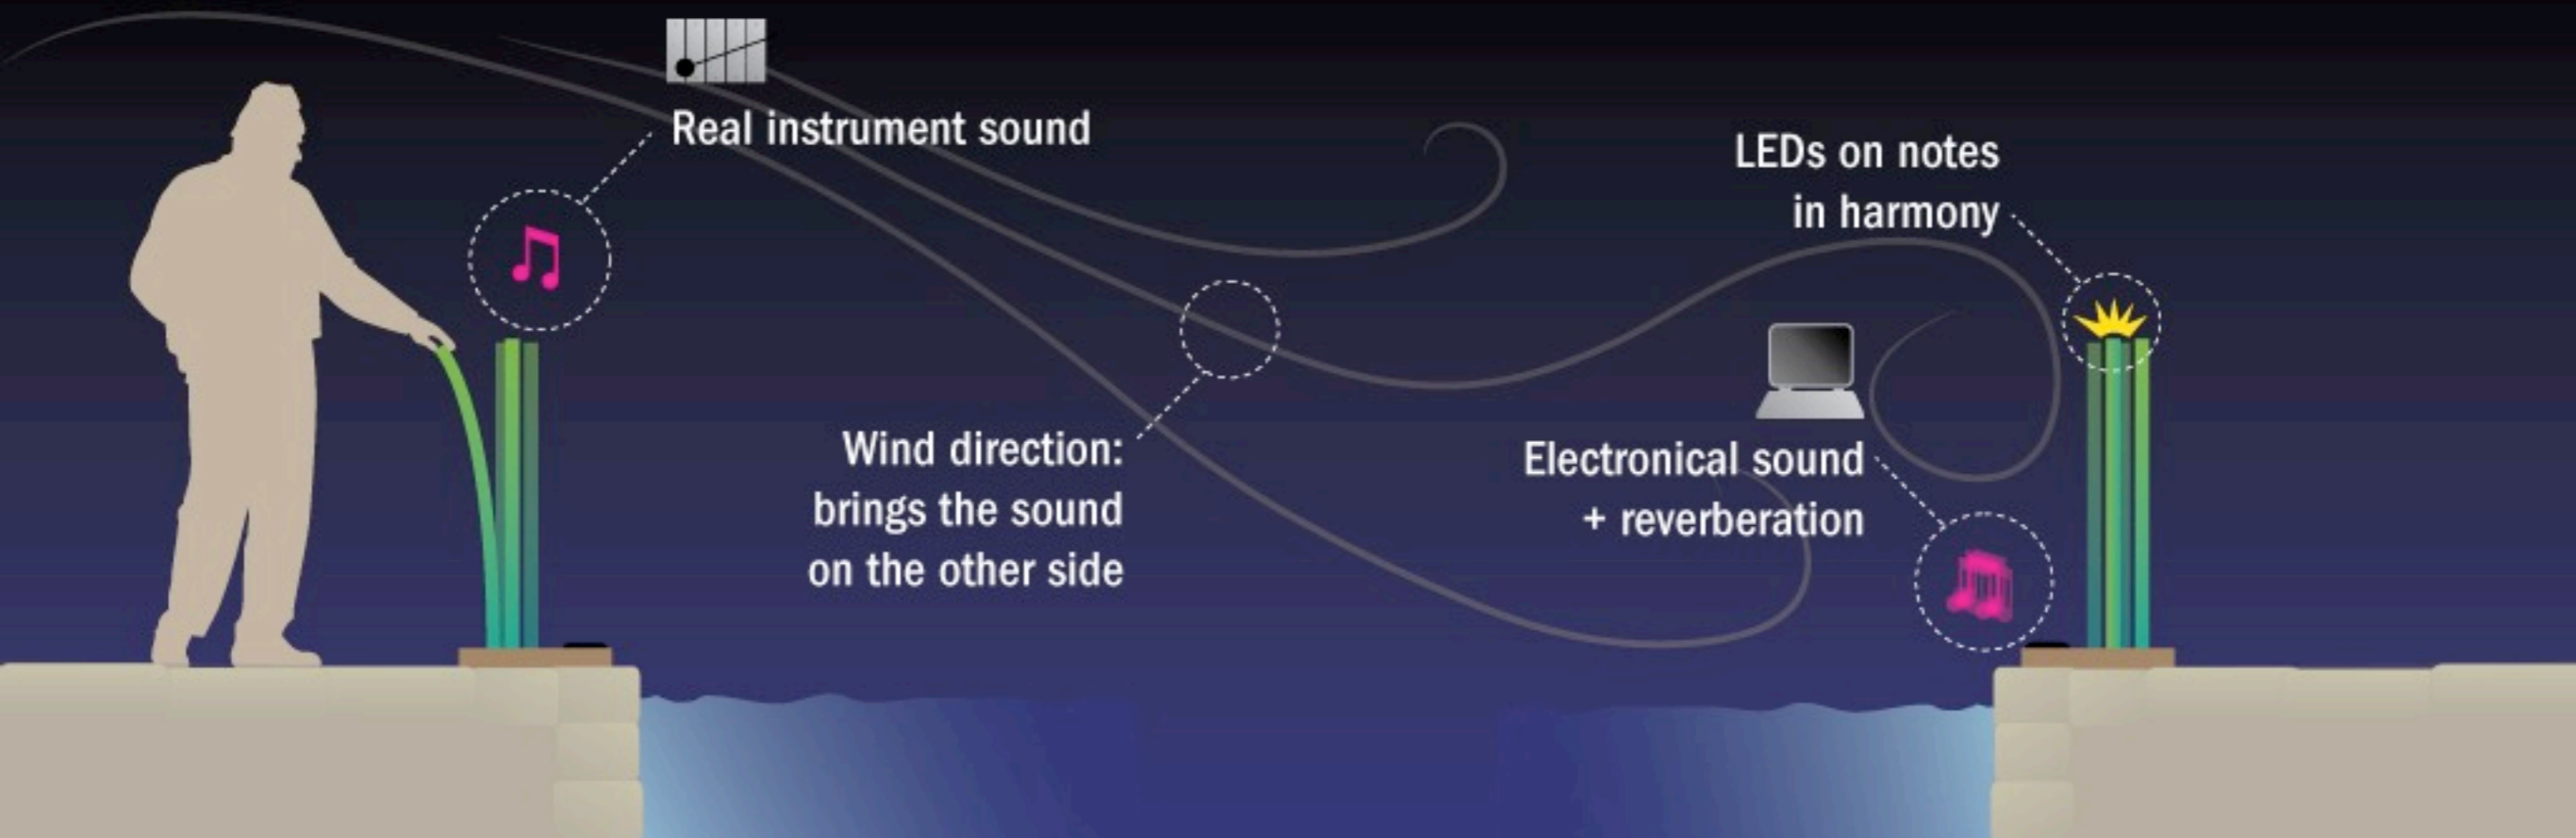 Real instrument sound
LEDs on notes
in harmony
Wind direction:
brings the sound
on the other side
Electronical sound
+ reverberation